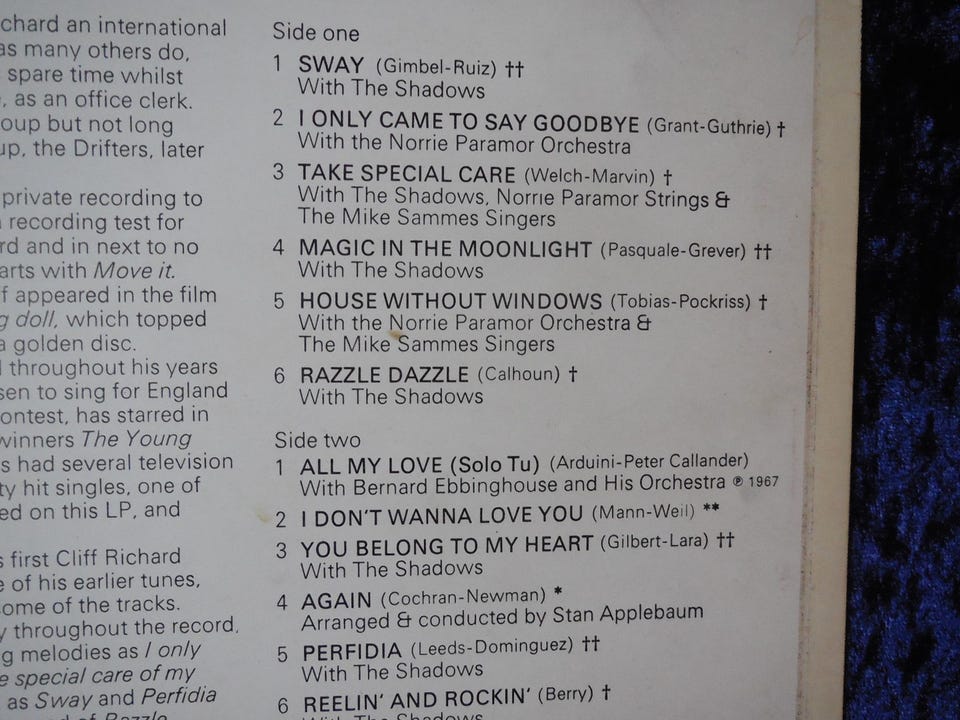 chard an international
as many others do,
spare time whilst
, as an office clerk.
oup but not long
up, the Drifters, later
private recording to
recording test for
rd and in next to no
arts with Move it.
f appeared in the film
g doll, which topped
a golden disc.
throughout his years
sen to sing for England
ontest, has starred in
winners The Young
s had several television
ty hit singles, one of
ed on this LP, and
s first Cliff Richard
e of his earlier tunes,
ome of the tracks.
y throughout the record,
g melodies as I only
e special care of my
as Sway and Perfidia
d of Razzle
Side one
1 SWAY (Gimbel-Ruiz) ††
With The Shadows
2 I ONLY CAME TO SAY GOODBYE (Grant-Guthrie) †
With the Norrie Paramor Orchestra
3 TAKE SPECIAL CARE (Welch-Marvin) †
With The Shadows, Norrie Paramor Strings &
The Mike Sammes Singers
4 MAGIC IN THE MOONLIGHT (Pasquale-Grever) ††
With The Shadows
5 HOUSE WITHOUT WINDOWS (Tobias-Pockriss) †
With the Norrie Paramor Orchestra &
The Mike Sammes Singers
6 RAZZLE DAZZLE (Calhoun) †
With The Shadows
Side two
1 ALL MY LOVE (Solo Tu) (Arduini-Peter Callander)
With Bernard Ebbinghouse and His Orchestra ℗ 1967
2 I DON'T WANNA LOVE YOU (Mann-Weil) **
3 YOU BELONG TO MY HEART (Gilbert-Lara) ††
With The Shadows
4 AGAIN (Cochran-Newman) *
Arranged & conducted by Stan Applebaum
5 PERFIDIA (Leeds-Dominguez) ††
With The Shadows
6 REELIN' AND ROCKIN' (Berry) †
With The Shadows